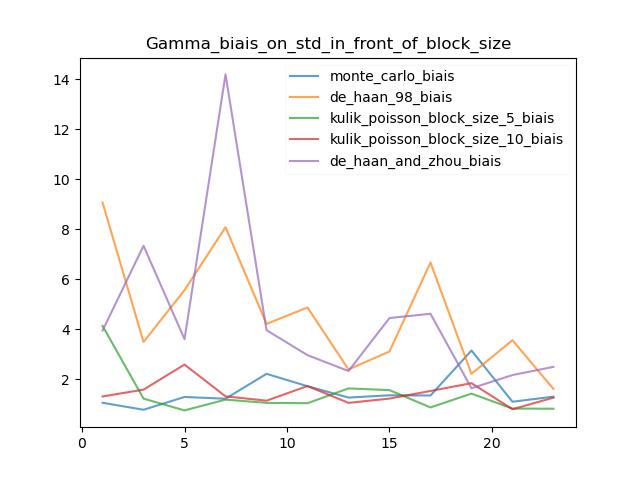 Gamma_biais_on_std_in_front_of_block_size
monte_carlo_biais
de_haan_98_biais
kulik_poisson_block_size_5_biais
kulik_poisson_block_size_10_biais
de_haan_and_zhou_biais
14
12
10
8
6
4
2
0 5 10 15 20